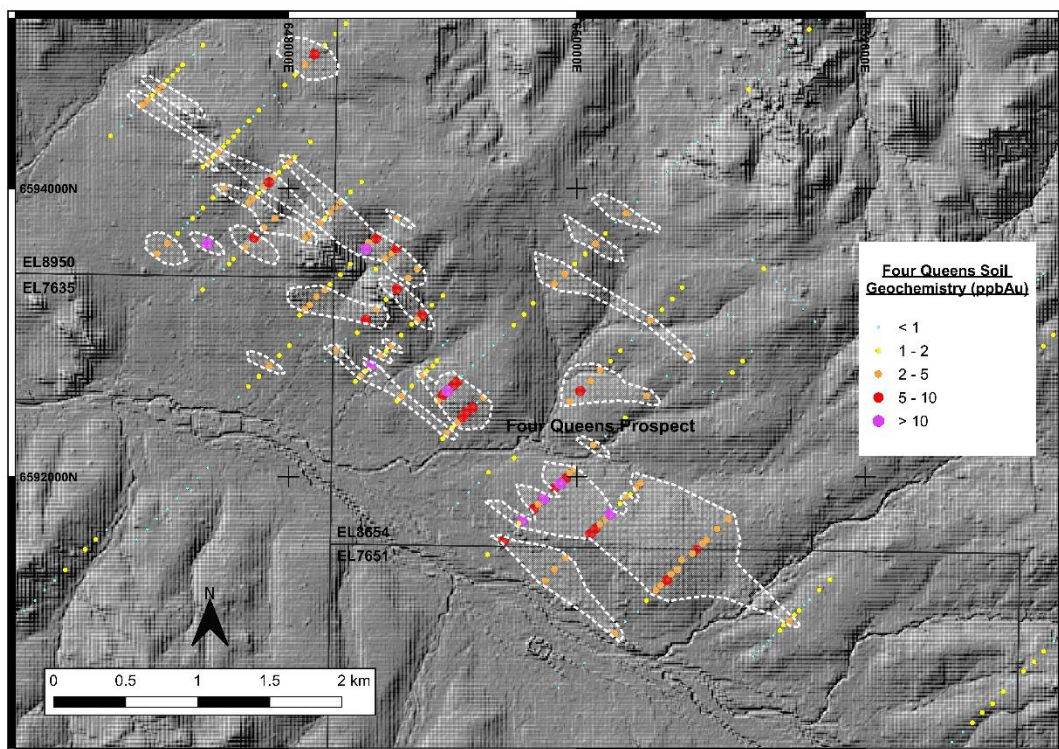 648000E
6594000N
EL8950
EL7635
Four Queens Soil
Geochemistry (ppbAu)
< 1
1 - 2
2 - 5
5 - 10
> 10
Four Queens Prospect
6592000N
EL8654
EL7651
N
0 0.5 1 1.5 2 km